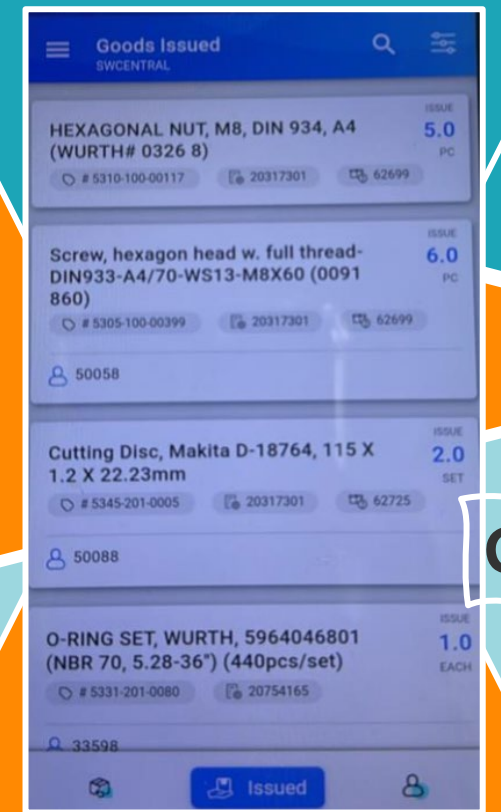 Goods Issued
SWCENTRAL
ISSUE
HEXAGONAL NUT, M8, DIN 934, A4
5.0
(WURTH# 0326 8)
PC
# 5310-100-00117 20317301 62699
ISSUE
Screw, hexagon head w. full thread-
6.0
DIN933-A4/70-WS13-M8X60 (0091
PC
860)
# 5305-100-00399 20317301 62699
50058
ISSUE
Cutting Disc, Makita D-18764, 115 X
2.0
1.2 X 22.23mm
SET
# 5345-201-0005 20317301 62725
50088
ISSUE
O-RING SET, WURTH, 5964046801
1.0
(NBR 70, 5.28-36") (440pcs/set)
EACH
# 5331-201-0080 20754165
33598
Issued